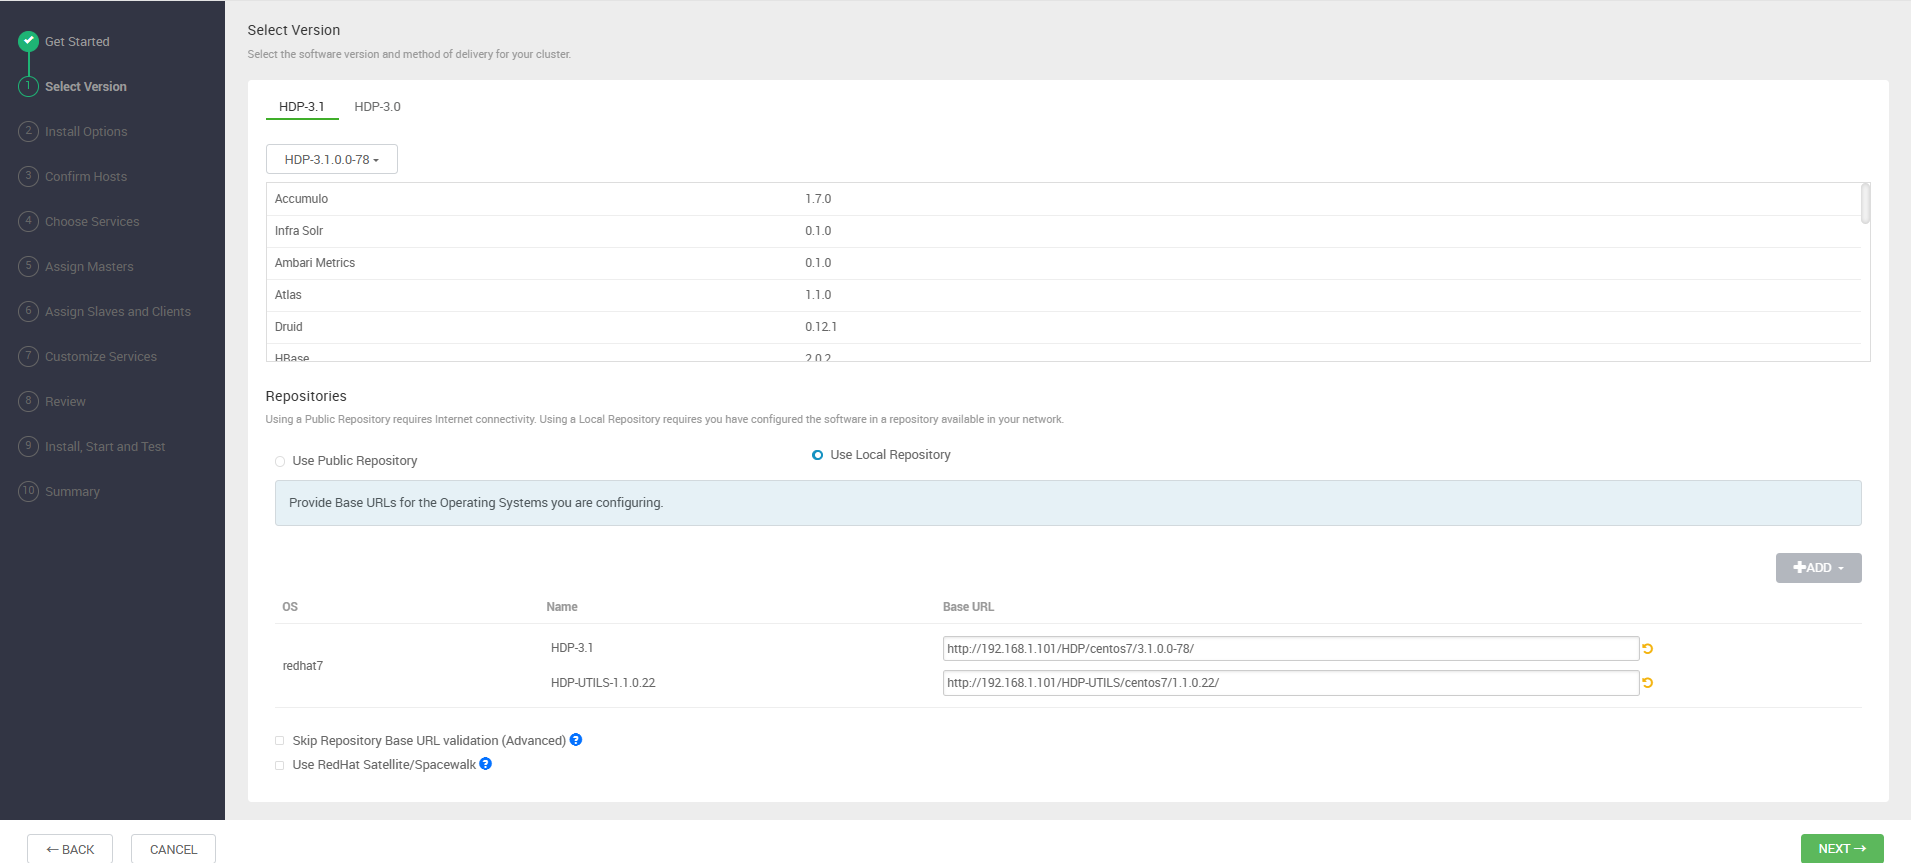 Get Started
1 Select Version
2 Install Options
3 Confirm Hosts
4 Choose Services
5 Assign Masters
6 Assign Slaves and Clients
7 Customize Services
8 Review
9 Install, Start and Test
10 Summary
Select Version
Select the software version and method of delivery for your cluster.
HDP-3.1 HDP-3.0
HDP-3.1.0.0-78
Accumulo 1.7.0
Infra Solr 0.1.0
Ambari Metrics 0.1.0
Atlas 1.1.0
Druid 0.12.1
HBase 2.0.2
Repositories
Using a Public Repository requires Internet connectivity. Using a Local Repository requires you have configured the software in a repository available in your network.
Use Public Repository Use Local Repository
Provide Base URLs for the Operating Systems you are configuring.
ADD
OS Name Base URL
redhat7
HDP-3.1 http://192.168.1.101/HDP/centos7/3.1.0.0-78/
HDP-UTILS-1.1.0.22 http://192.168.1.101/HDP-UTILS/centos7/1.1.0.22/
Skip Repository Base URL validation (Advanced) ?
Use RedHat Satellite/Spacewalk ?
← BACK CANCEL NEXT →